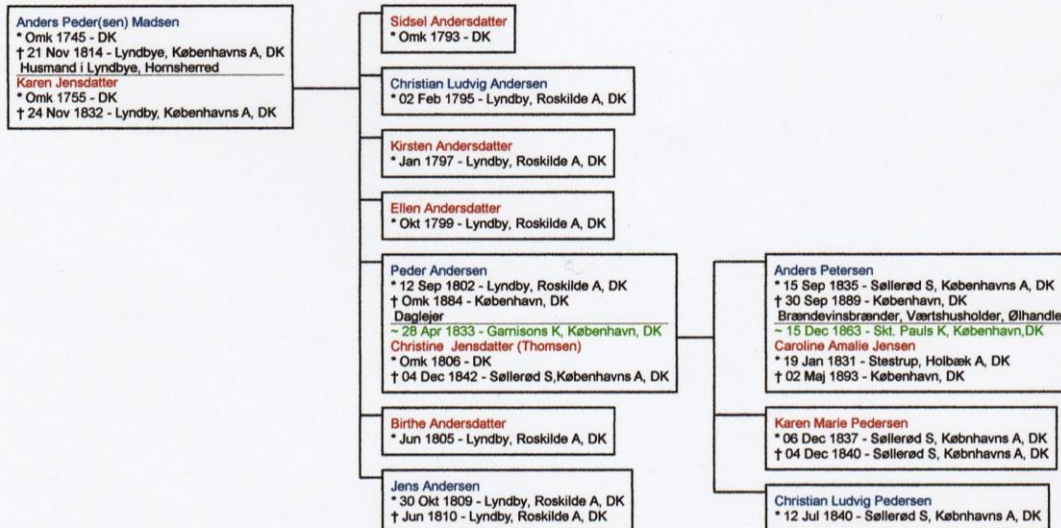 Anders Peder(sen) Madsen
* Omk 1745 - DK
† 21 Nov 1814 - Lyndbye, Københavns A, DK
Husmand i Lyndbye, Hornsherred
Karen Jensdatter
* Omk 1755 - DK
† 24 Nov 1832 - Lyndby, Københavns A, DK
Sidsel Andersdatter
* Omk 1793 - DK
Christian Ludvig Andersen
* 02 Feb 1795 - Lyndby, Roskilde A, DK
Kirsten Andersdatter
* Jan 1797 - Lyndby, Roskilde A, DK
Ellen Andersdatter
* Okt 1799 - Lyndby, Roskilde A, DK
Peder Andersen
* 12 Sep 1802 - Lyndby, Roskilde A, DK
† Omk 1884 - København, DK
Daglejer
~ 28 Apr 1833 - Garnisons K, København, DK
Christine Jensdatter (Thomsen)
* Omk 1806 - DK
† 04 Dec 1842 - Søllerød S,Københavns A, DK
Birthe Andersdatter
* Jun 1805 - Lyndby, Roskilde A, DK
Jens Andersen
* 30 Okt 1809 - Lyndby, Roskilde A, DK
† Jun 1810 - Lyndby, Roskilde A, DK
Anders Petersen
* 15 Sep 1835 - Søllerød S, Københavns A, DK
† 30 Sep 1889 - København, DK
Brændevinsbrænder, Værtshusholder, Ølhandle
~ 15 Dec 1863 - Skt. Pauls K, København,DK
Caroline Amalie Jensen
* 19 Jan 1831 - Stestrup, Holbæk A, DK
† 02 Maj 1893 - København, DK
Karen Marie Pedersen
* 06 Dec 1837 - Søllerød S, Købnhavns A, DK
† 04 Dec 1840 - Søllerød S, Købnhavns A, DK
Christian Ludvig Pedersen
* 12 Jul 1840 - Søllerød S, Købnhavns A, DK